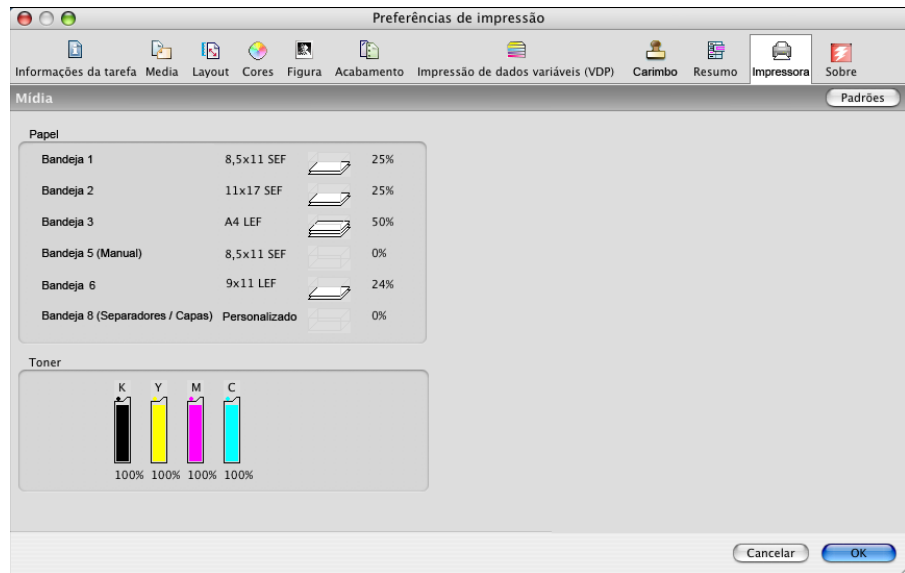 Preferências de impressão
Informações da tarefa Media Layout Cores Figura Acabamento Impressão de dados variáveis (VDP) Carimbo Resumo Impressora Sobre
Mídia Padrões
Papel
Bandeja 1 8,5x11 SEF 25%
Bandeja 2 11x17 SEF 25%
Bandeja 3 A4 LEF 50%
Bandeja 5 (Manual) 8,5x11 SEF 0%
Bandeja 6 9x11 LEF 24%
Bandeja 8 (Separadores / Capas) Personalizado 0%
Toner
K Y M C
100% 100% 100% 100%
Cancelar OK